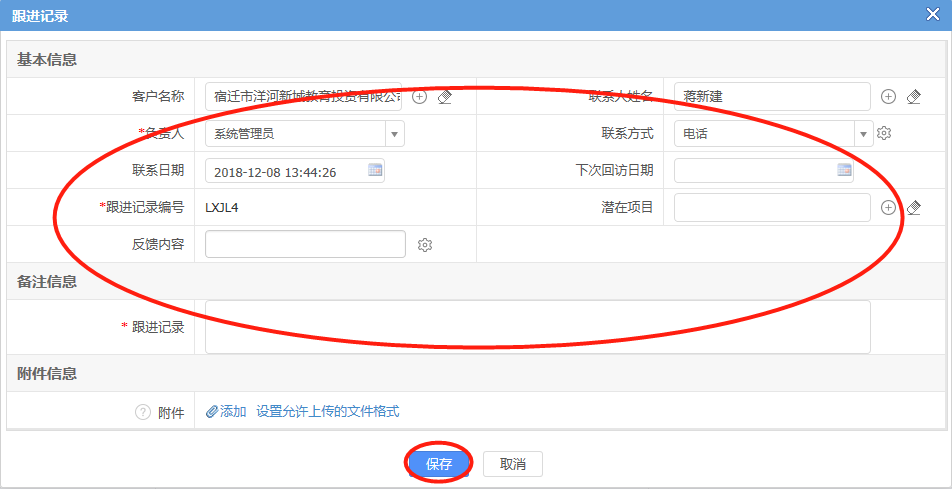 跟进记录
基本信息
客户名称 宿迁市洋河新城教育投资有限公司 联系人姓名 蒋新建
*负责人 系统管理员 联系方式 电话
联系日期 2018-12-08 13:44:26 下次回访日期
*跟进记录编号 LXJL4 潜在项目
反馈内容
备注信息
* 跟进记录
附件信息
? 附件 添加 设置允许上传的文件格式
保存 取消